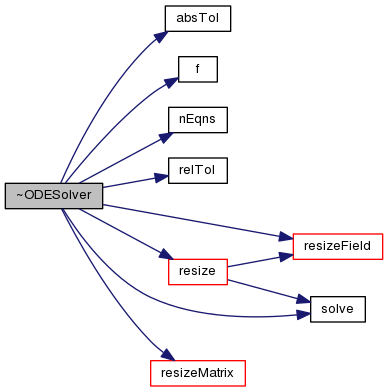 absTol
f
nEqns
relTol
~ODESolver
resizeField
resize
solve
resizeMatrix